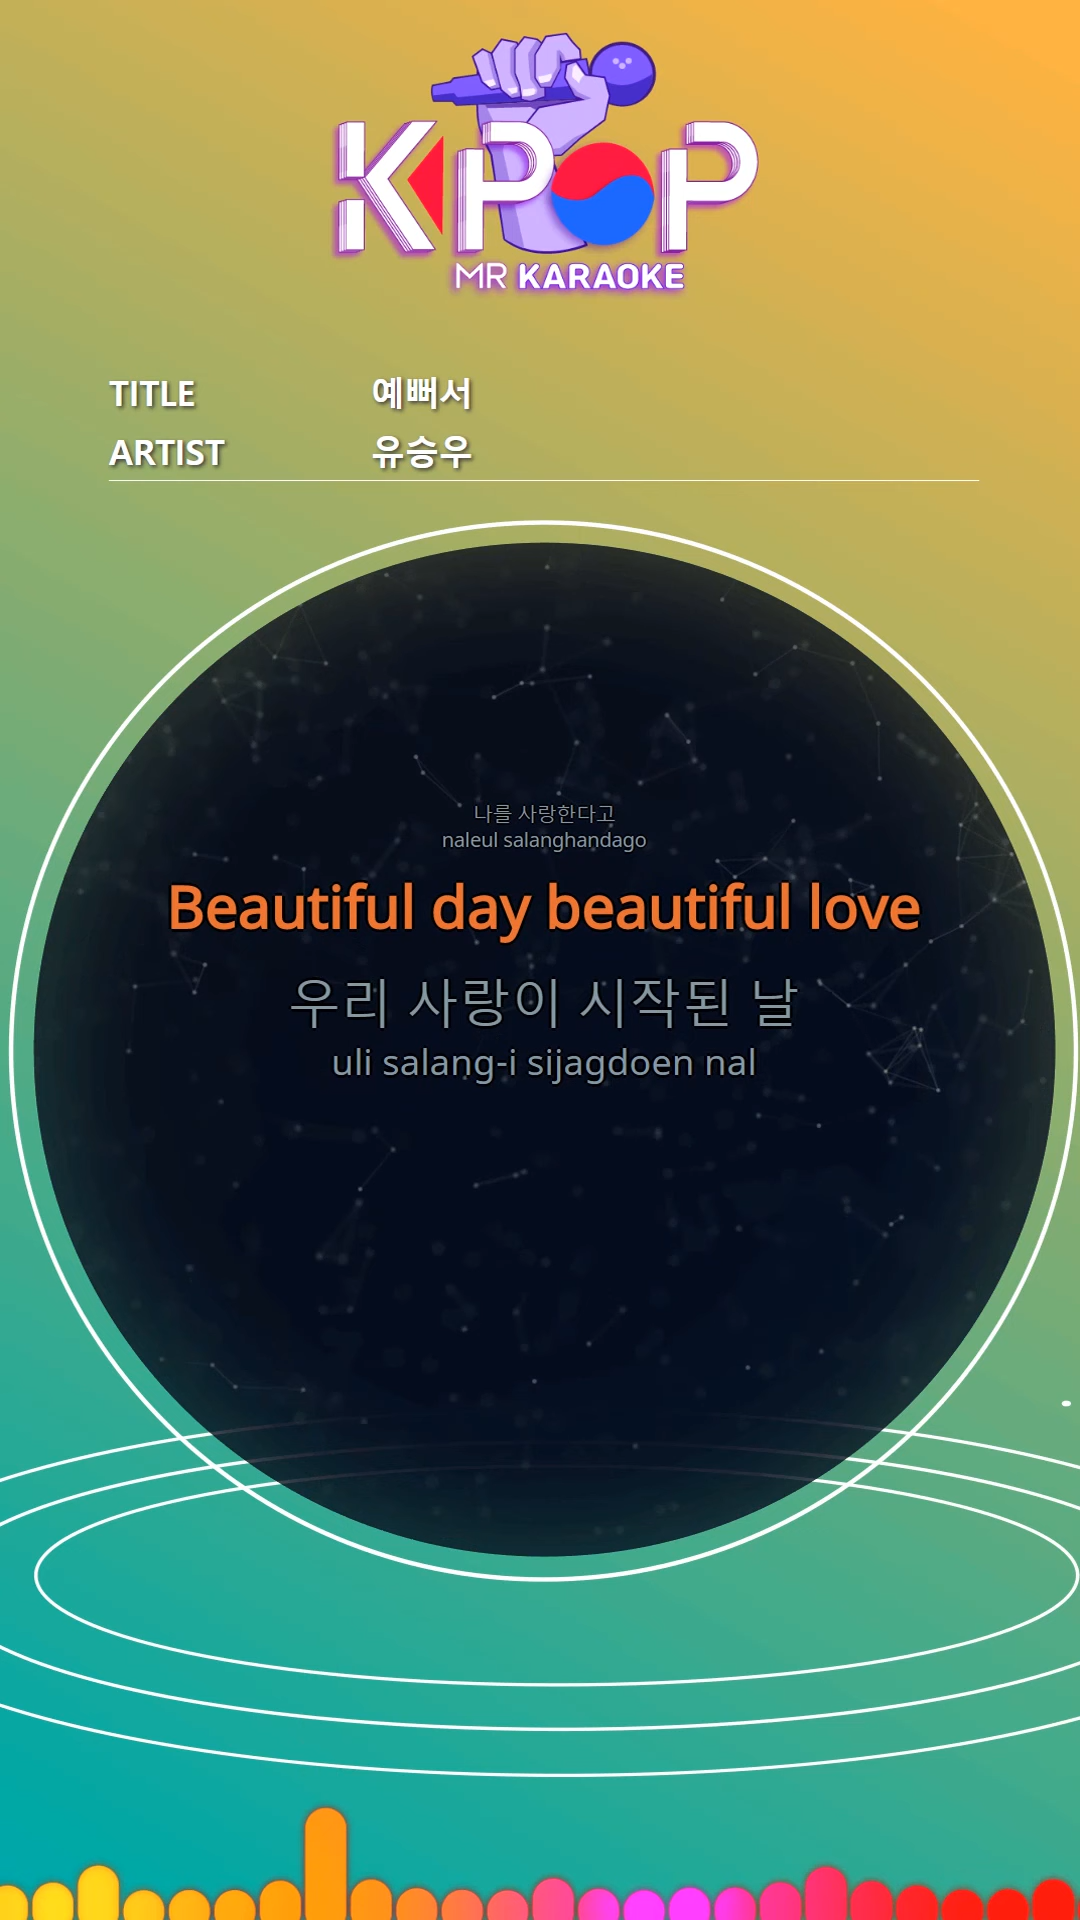 KPOP
MR KARAOKE
TITLE 예뻐서
ARTIST 유승우
나를 사랑한다고
naleul salanghandago
Beautiful day beautiful love
우리 사랑이 시작된 날
uli salang-i sijagdoen nal